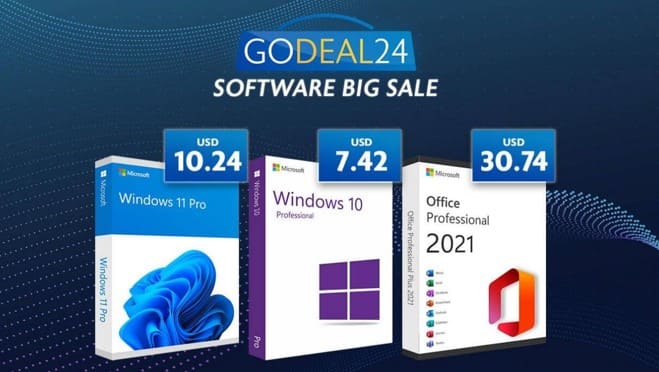 GODEAL24
SOFTWARE BIG SALE
USD
10.24
USD
7.42
USD
30.74
Microsoft
Windows 11 Pro
Microsoft
Windows 11 Pro
Microsoft
Windows 10
Professional
Windows 10
Pro
Microsoft
Office
Professional
2021
Office Professional Plus 2021